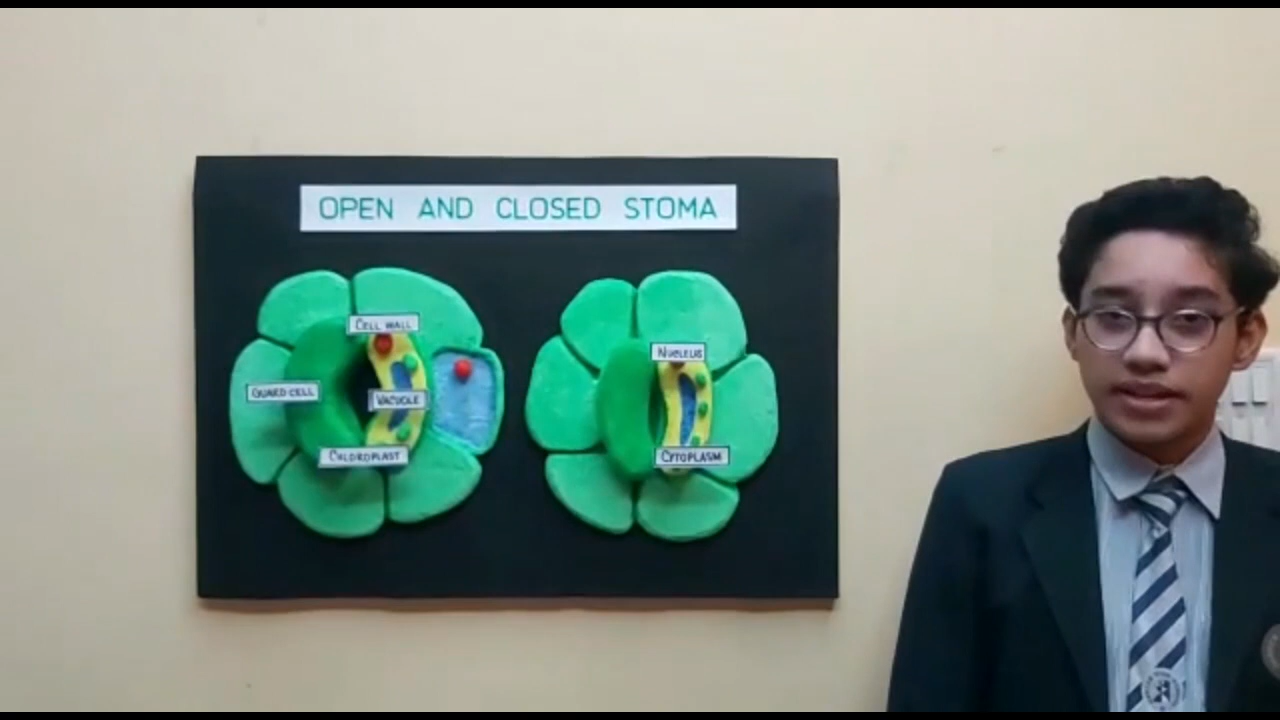 OPEN AND CLOSED STOMA
CELL WALL
GUARD CELL
VACUOLE
CHLOROPLAST
NUCLEUS
CYTOPLASM